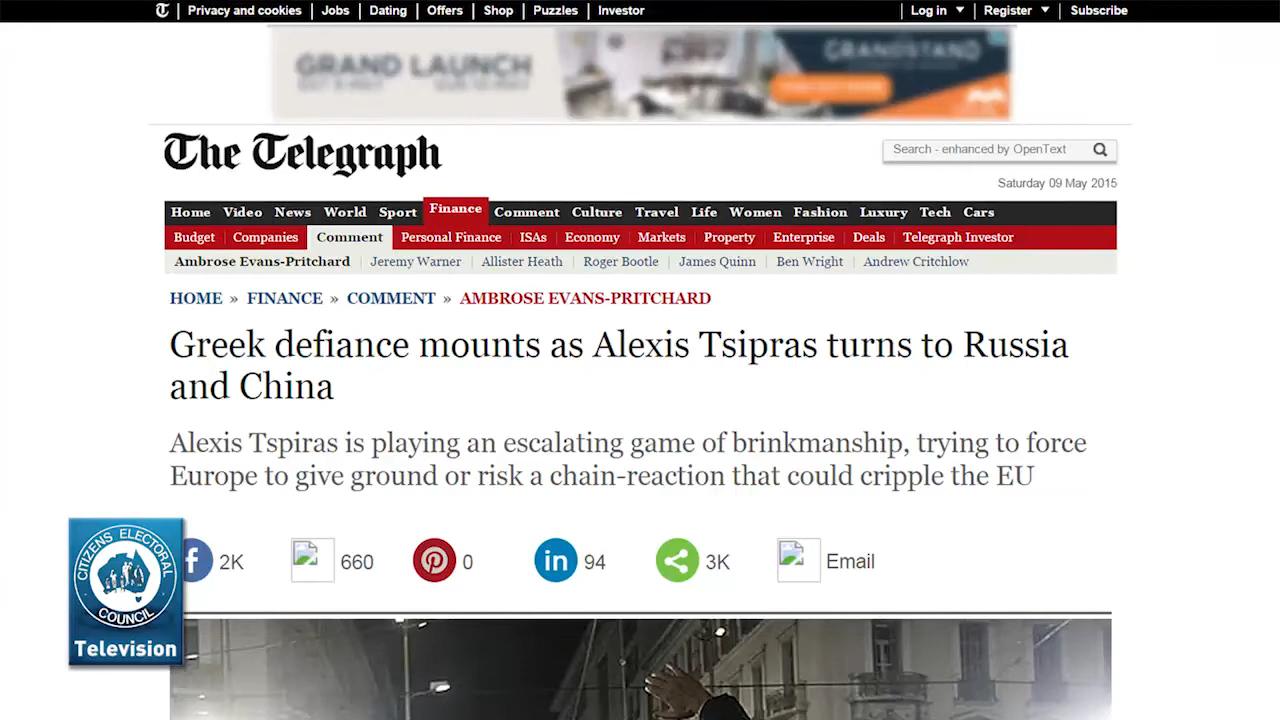 Privacy and cookies Jobs Dating Offers Shop Puzzles Investor Log in Register Subscribe
GRAND LAUNCH
GRANDSTAND
The Telegraph
Search - enhanced by OpenText
Saturday 09 May 2015
Home Video News World Sport Finance Comment Culture Travel Life Women Fashion Luxury Tech Cars
Budget Companies Comment Personal Finance ISAs Economy Markets Property Enterprise Deals Telegraph Investor
Ambrose Evans-Pritchard Jeremy Warner Allister Heath Roger Bootle James Quinn Ben Wright Andrew Critchlow
HOME » FINANCE » COMMENT » AMBROSE EVANS-PRITCHARD
Greek defiance mounts as Alexis Tsipras turns to Russia
and China
Alexis Tspiras is playing an escalating game of brinkmanship, trying to force
Europe to give ground or risk a chain-reaction that could cripple the EU
2K 660 0 94 3K Email
CITIZENS ELECTORAL
COUNCIL
Television